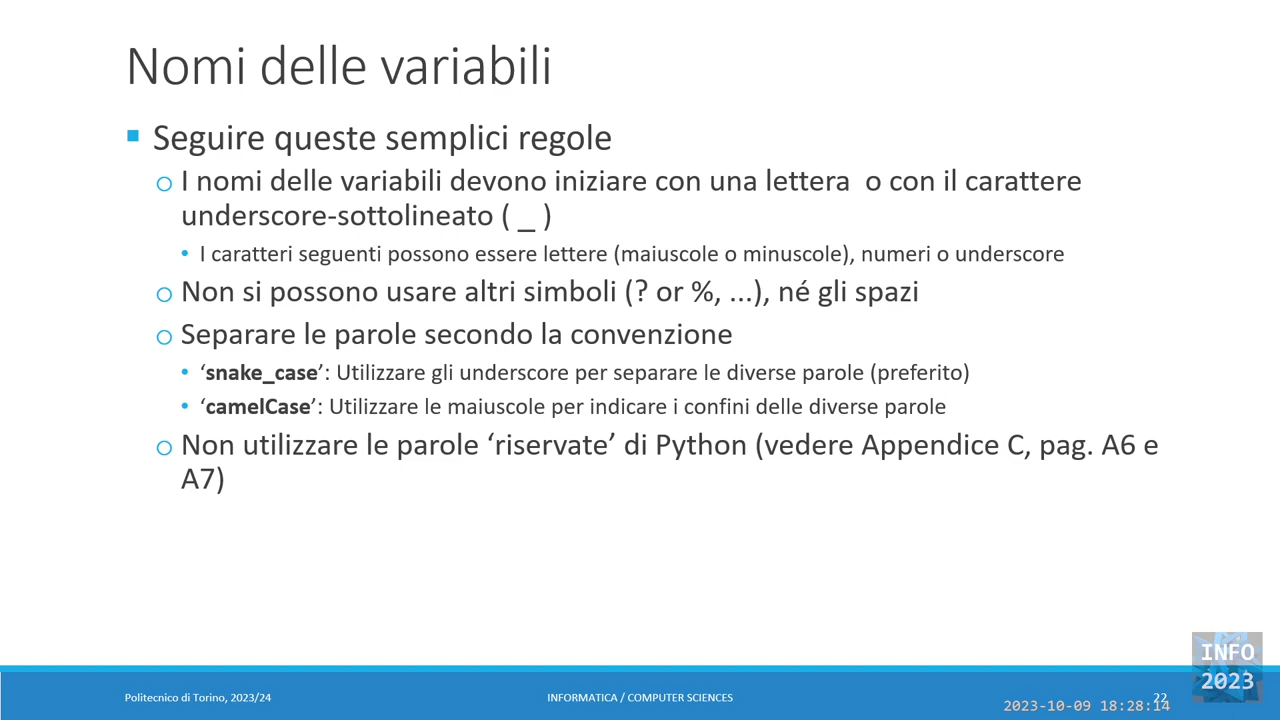 Nomi delle variabili
Seguire queste semplici regole
I nomi delle variabili devono iniziare con una lettera o con il carattere
underscore-sottolineato ( _ )
I caratteri seguenti possono essere lettere (maiuscole o minuscole), numeri o underscore
Non si possono usare altri simboli (? or %, ...), né gli spazi
Separare le parole secondo la convenzione
‘snake_case’: Utilizzare gli underscore per separare le diverse parole (preferito)
‘camelCase’: Utilizzare le maiuscole per indicare i confini delle diverse parole
Non utilizzare le parole ‘riservate’ di Python (vedere Appendice C, pag. A6 e
A7)
INFO
2023
Politecnico di Torino, 2023/24
INFORMATICA / COMPUTER SCIENCES
22
2023-10-09 18:28:14